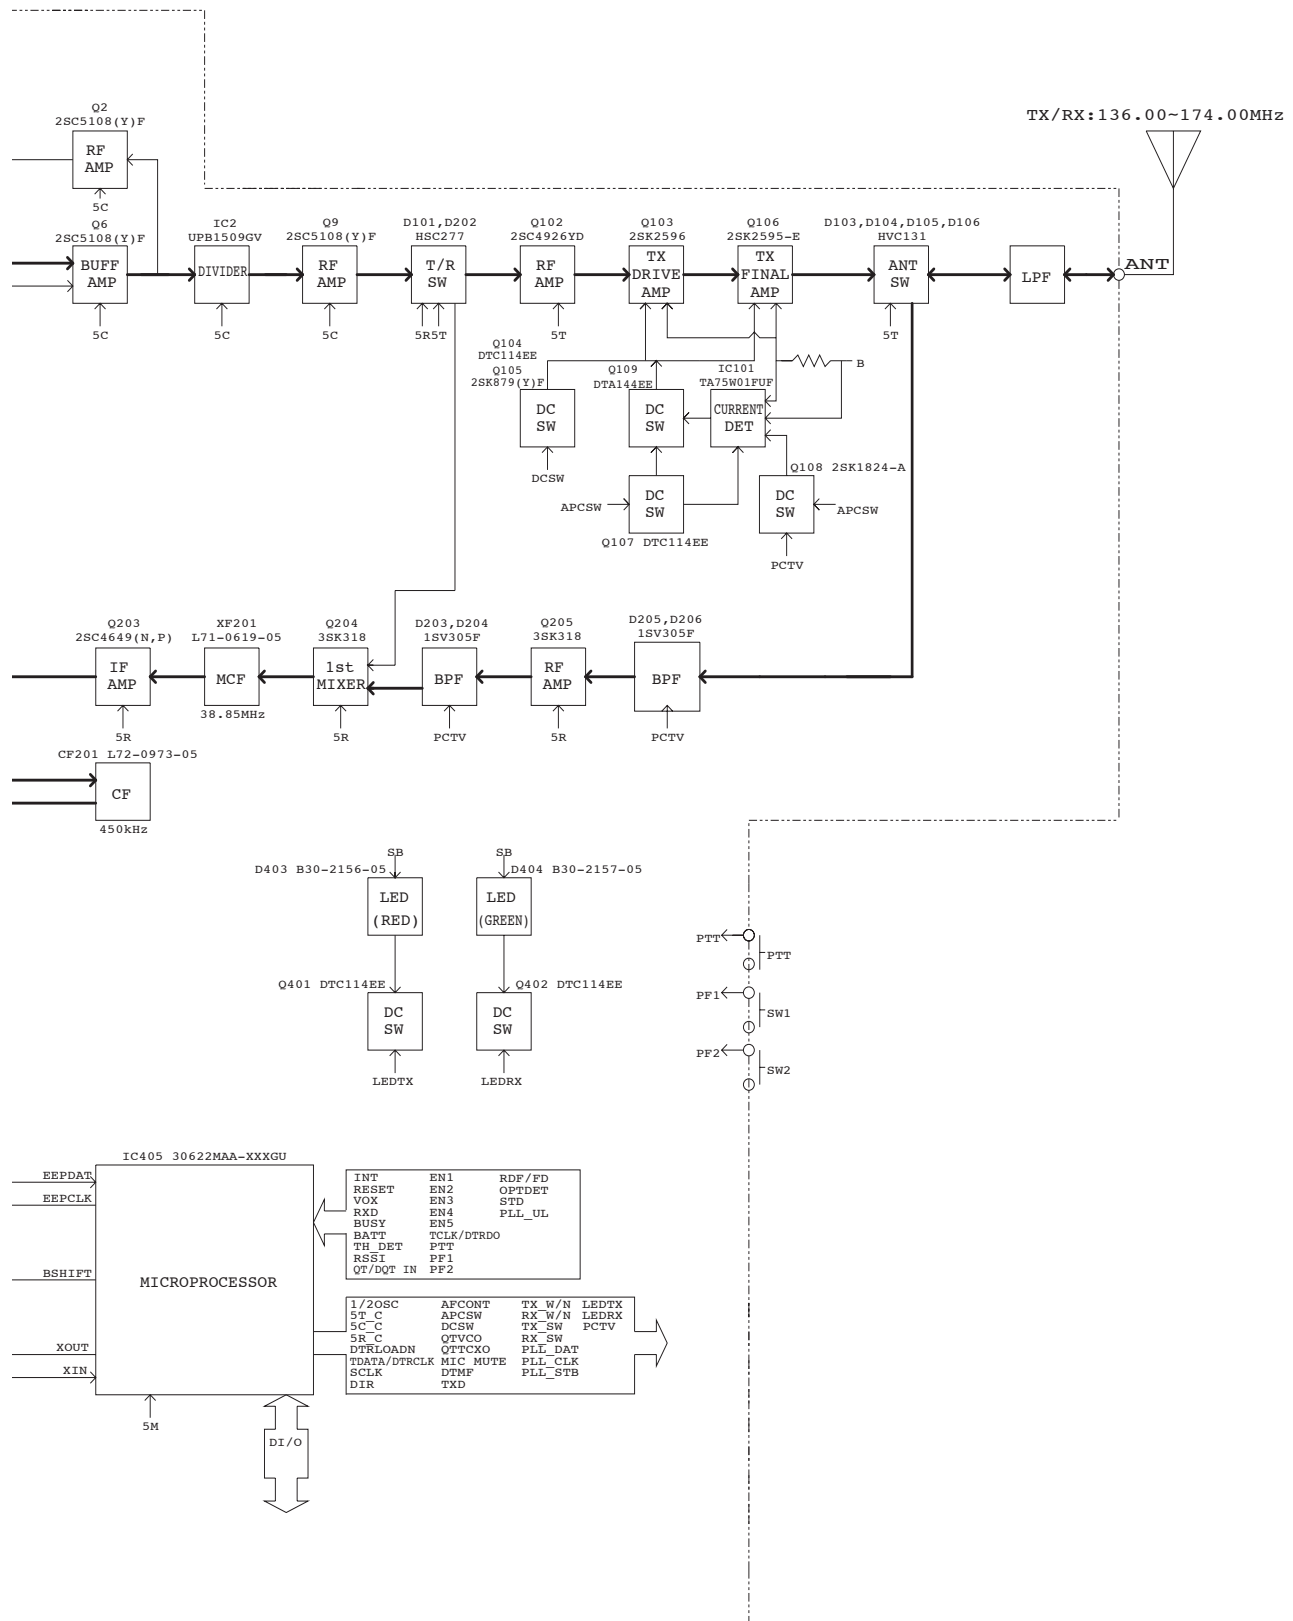 TX/RX:136.00~174.00MHz
Q2
2SC5108(Y)F
RF
AMP
5C
Q6
2SC5108(Y)F
BUFF
AMP
5C
IC2
UPB1509GV
DIVIDER
5C
Q9
2SC5108(Y)F
RF
AMP
5C
D101,D202
HSC277
T/R
SW
5R5T
Q102
2SC4926YD
RF
AMP
5T
Q103
2SK2596
TX
DRIVE
AMP
Q106
2SK2595-E
TX
FINAL
AMP
D103,D104,D105,D106
HVC131
ANT
SW
5T
LPF
ANT
Q104
DTC114EE
Q105
2SK879(Y)F
DC
SW
DCSW
Q109
DTA144EE
DC
SW
IC101
TA75W01FUF
CURRENT
DET
B
APCSW
DC
SW
Q107 DTC114EE
Q108 2SK1824-A
DC
SW
APCSW
PCTV
Q203
2SC4649(N,P)
IF
AMP
5R
XF201
L71-0619-05
MCF
38.85MHz
Q204
3SK318
1st
MIXER
5R
D203,D204
1SV305F
BPF
PCTV
Q205
3SK318
RF
AMP
5R
D205,D206
1SV305F
BPF
PCTV
CF201 L72-0973-05
CF
450kHz
SB
D403 B30-2156-05
LED
(RED)
Q401 DTC114EE
DC
SW
LEDTX
SB
D404 B30-2157-05
LED
(GREEN)
Q402 DTC114EE
DC
SW
LEDRX
PTT
PTT
PF1
SW1
PF2
SW2
IC405 30622MAA-XXXGU
EEPDAT
EEPCLK
BSHIFT
XOUT
XIN
MICROPROCESSOR
5M
DI/O
INT EN1 RDF/FD
RESET EN2 OPTDET
VOX EN3 STD
RXD EN4 PLL_UL
BUSY EN5
BATT TCLK/DTRDO
TH_DET PTT
RSSI PF1
QT/DQT IN PF2
1/2OSC AFCONT TX_W/N LEDTX
5T_C APCSW RX_W/N LEDRX
5C_C DCSW TX_SW PCTV
5R_C QTVCO RX_SW
DTRLOADN QTTCXO PLL_DAT
TDATA/DTRCLK MIC MUTE PLL_CLK
SCLK DTMF PLL_STB
DIR TXD